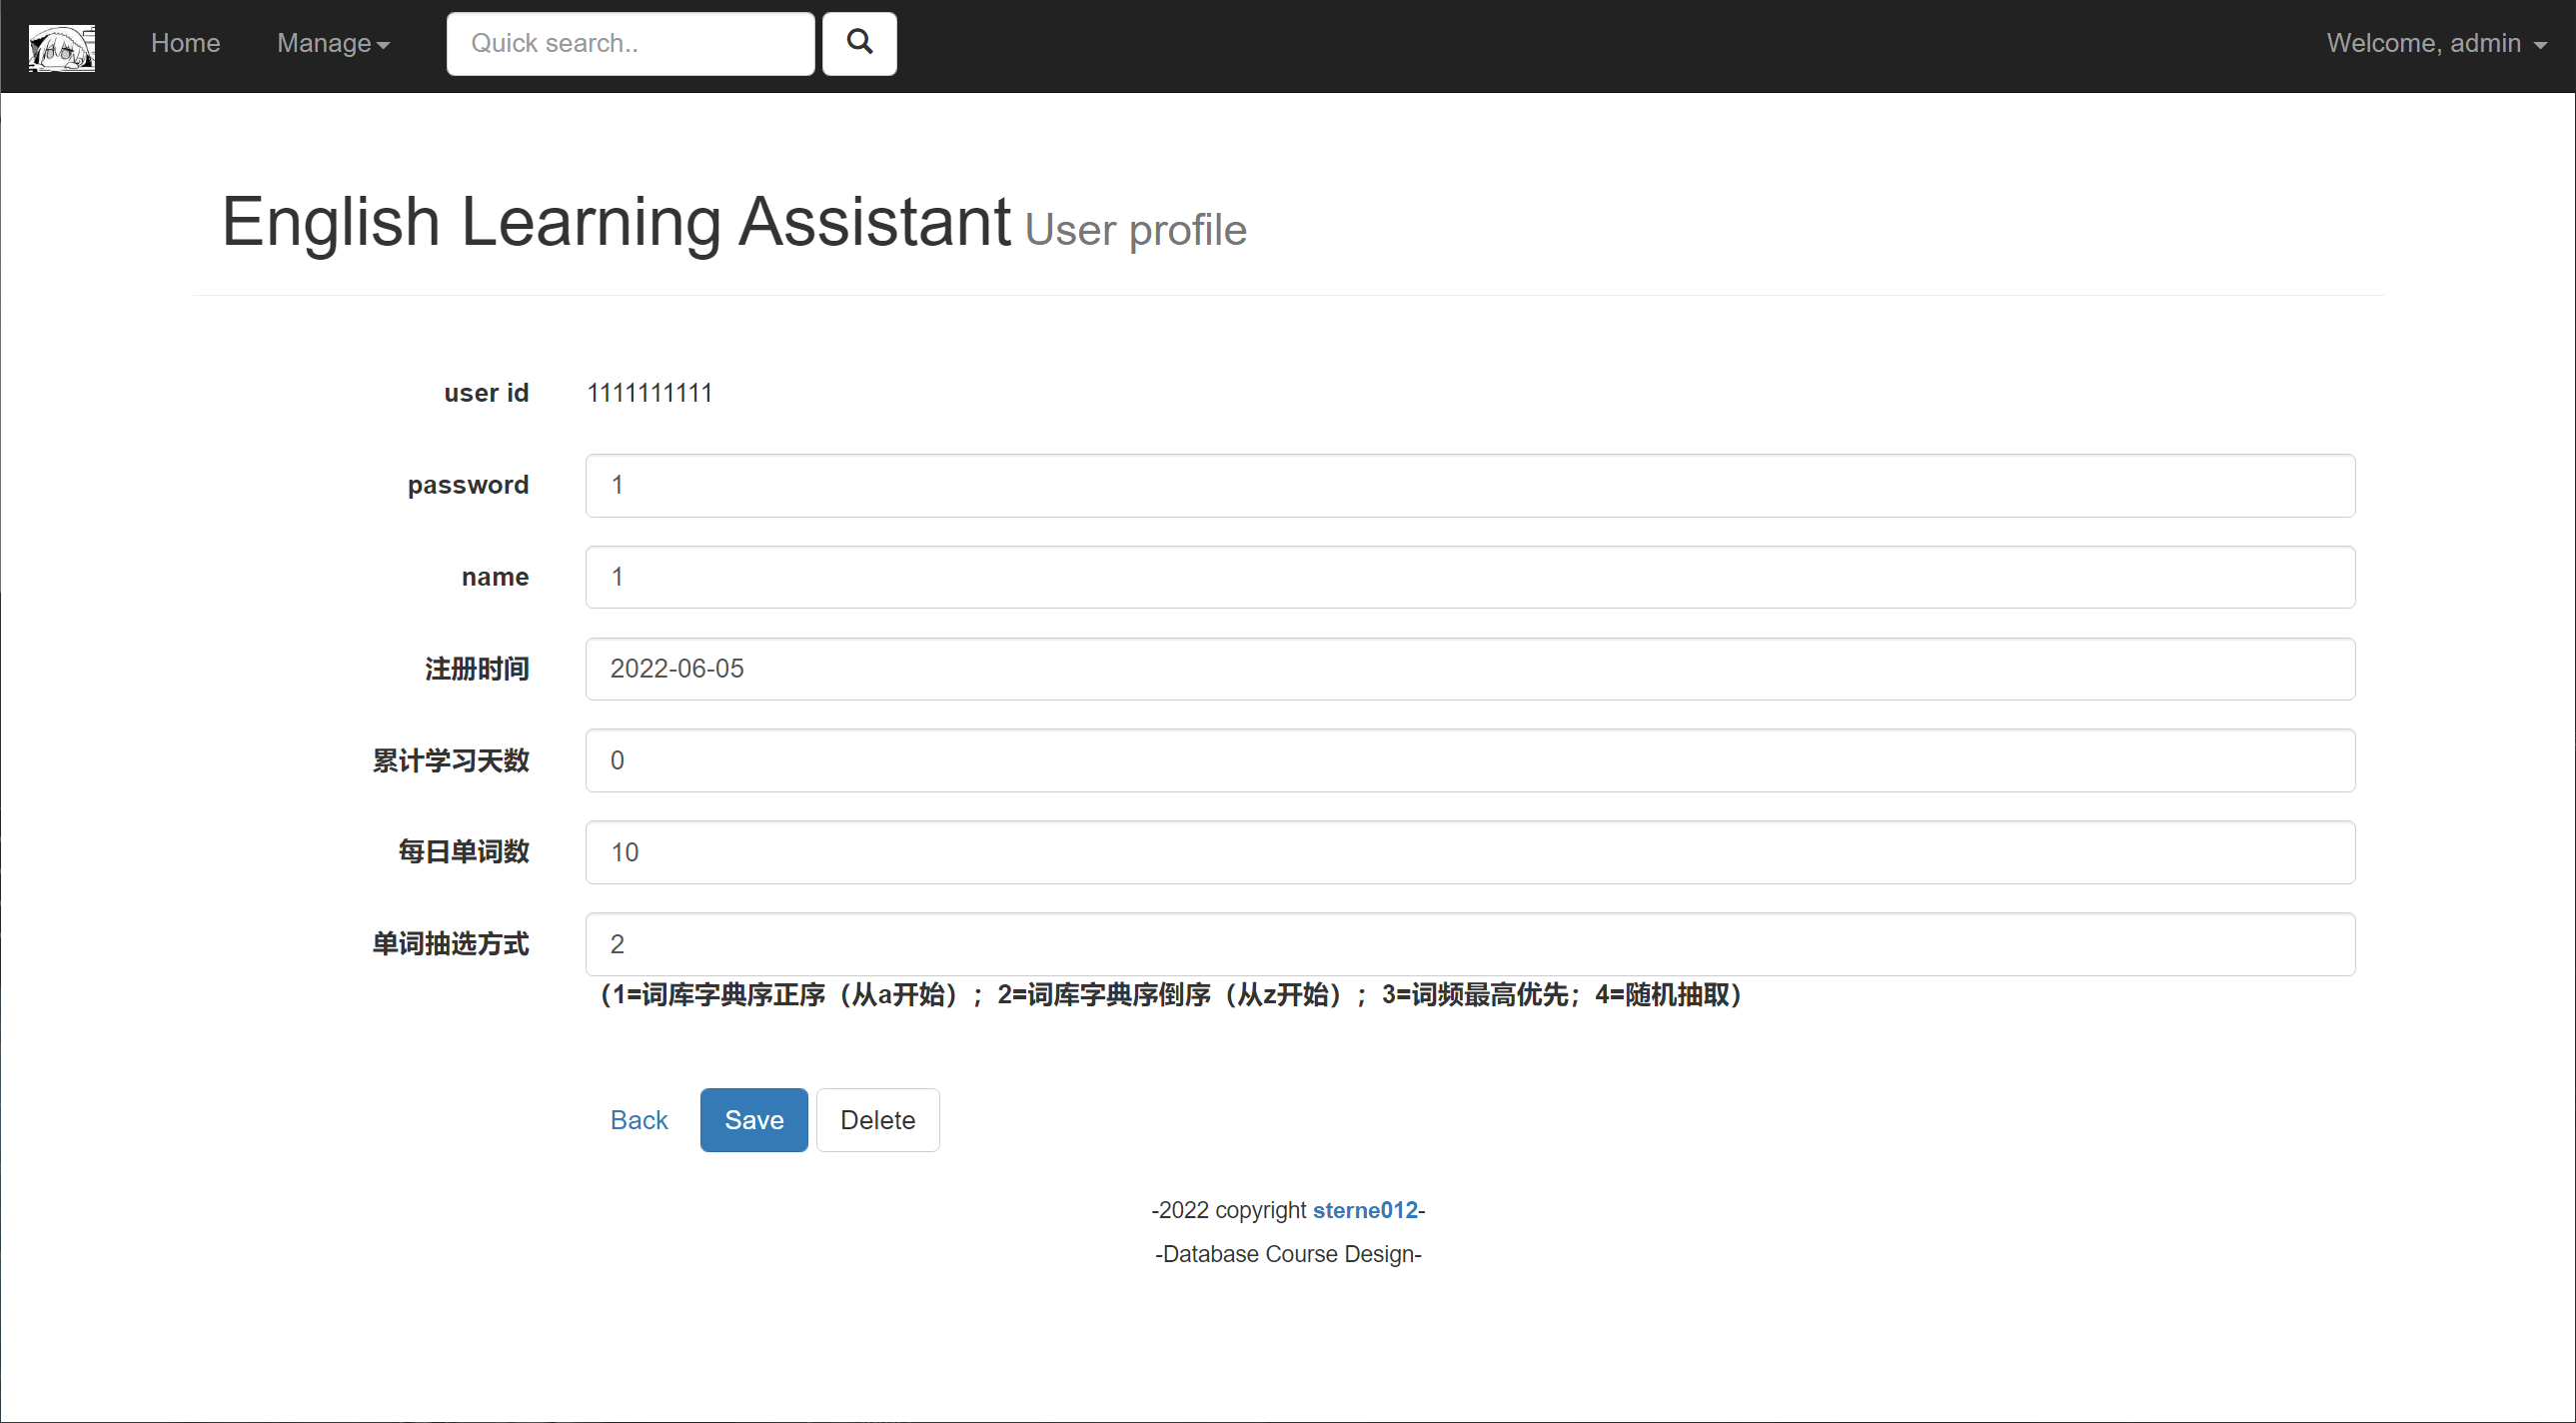 Home Manage Quick search.. Welcome, admin
English Learning Assistant User profile
user id 1111111111
password 1
name 1
注册时间 2022-06-05
累计学习天数 0
每日单词数 10
单词抽选方式 2
（1=词库字典序正序（从a开始）；2=词库字典序倒序（从z开始）；3=词频最高优先；4=随机抽取）
Back Save Delete
-2022 copyright sterne012-
-Database Course Design-